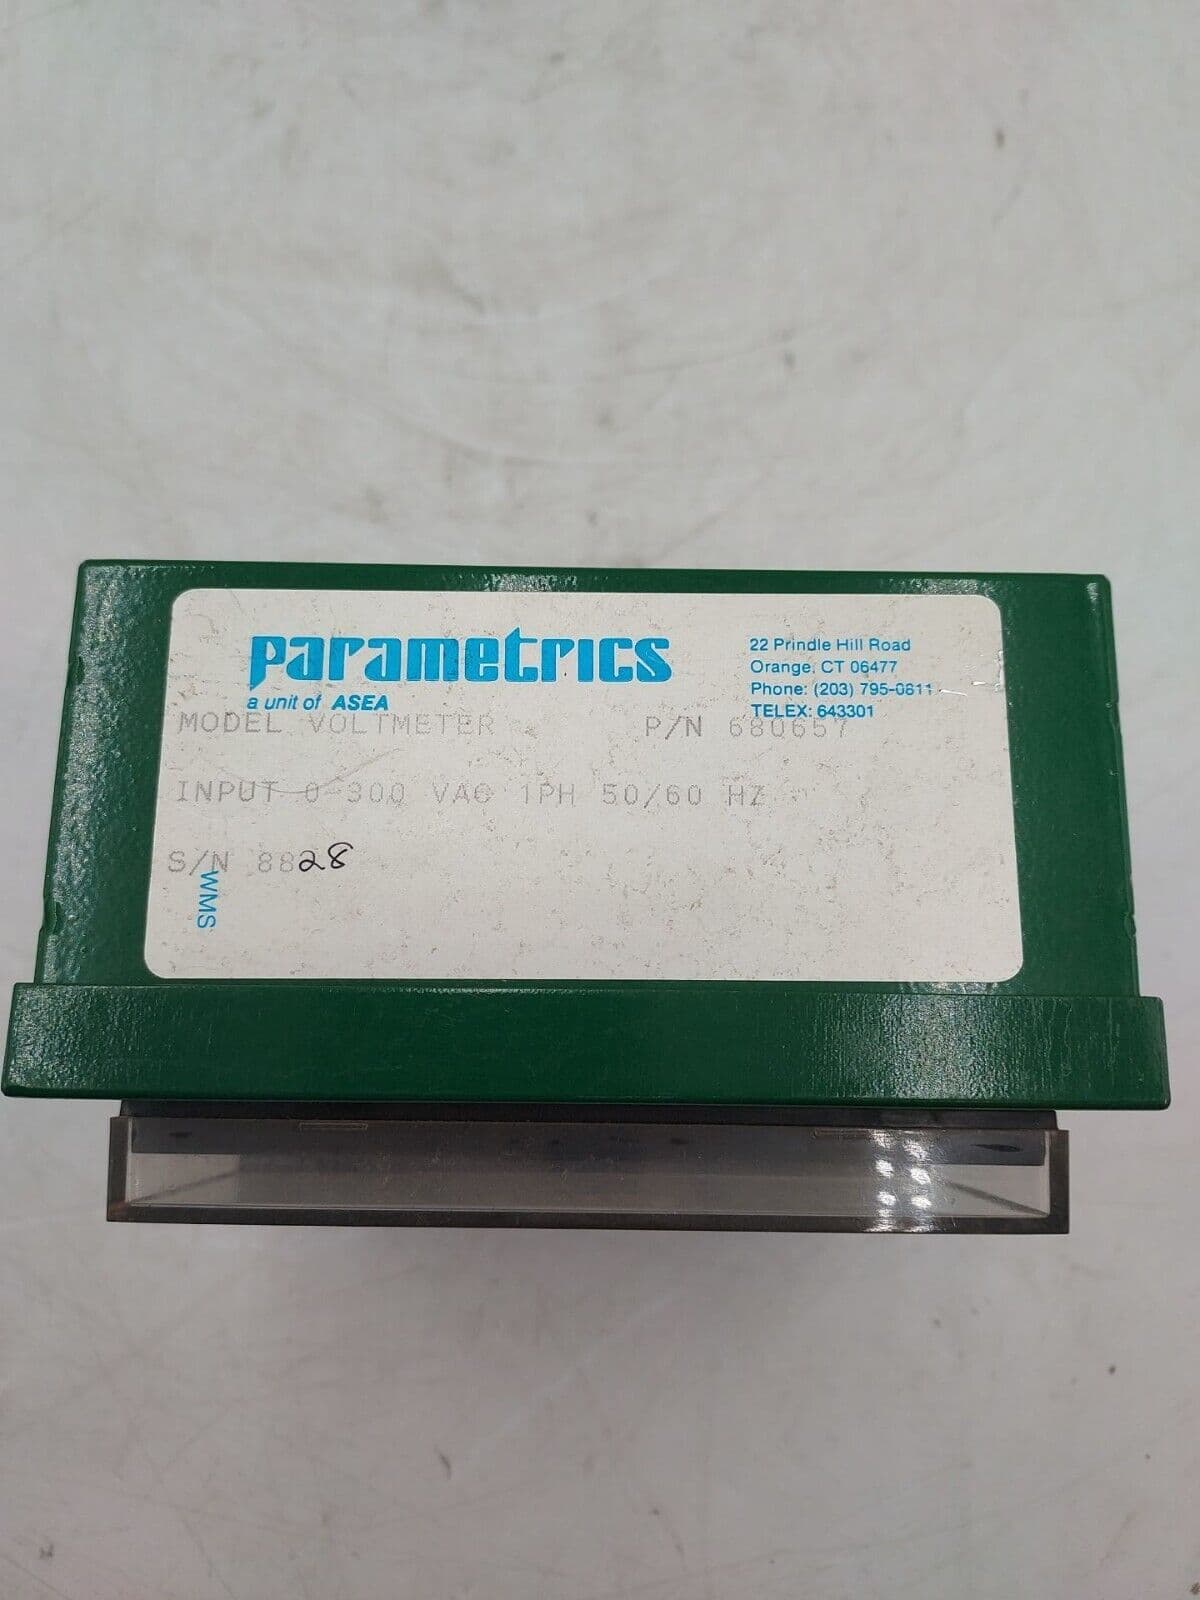 parametrics
a unit of ASEA
22 Prindle Hill Road
Orange, CT 06477
Phone: (203) 795-0811
TELEX: 643301
MODEL VOLTMETER P/N 680657
INPUT 0-300 VAC 1PH 50/60 HZ
S/N 8828
WMS